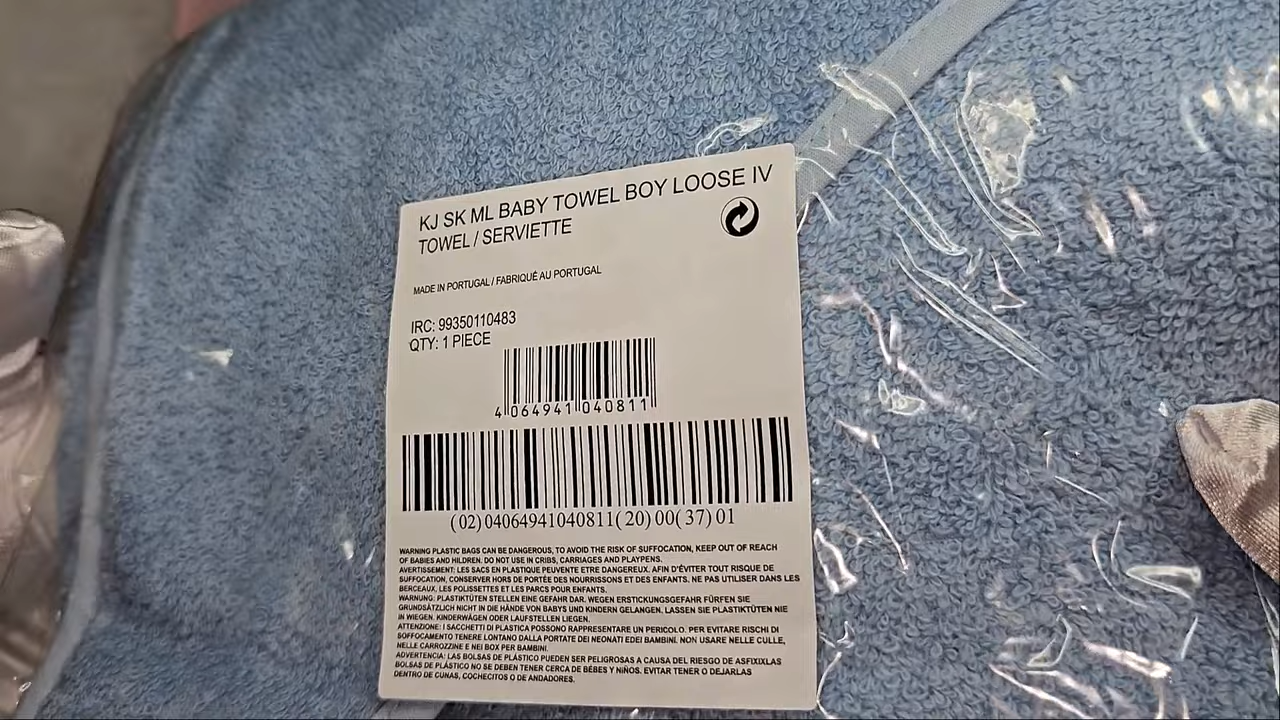 KJ SK ML BABY TOWEL BOY LOOSE IV
TOWEL / SERVIETTE
MADE IN PORTUGAL / FABRIQUÉ AU PORTUGAL
IRC: 99350110483
QTY: 1 PIECE
4 064941 040811
(02)04064941040811(20)00(37)01
WARNING PLASTIC BAGS CAN BE DANGEROUS, TO AVOID THE RISK OF SUFFOCATION, KEEP OUT OF REACH
OF BABIES AND HILDREN. DO NOT USE IN CRIBS, CARRIAGES AND PLAYPENS.
AVERTISSEMENT: LES SACS EN PLASTIQUE PEUVENTE ETRE DANGEREUX. AFIN D'ÉVITER TOUT RISQUE DE
SUFFOCATION, CONSERVER HORS DE PORTÉE DES NOURRISSONS ET DES ENFANTS. NE PAS UTILISER DANS LES
BERCEAUX, LES POLISSETTES ET LES PARCS POUR ENFANTS.
WARNUNG: PLASTIKTÜTEN STELLEN EINE GEFAHR DAR. WEGEN ERSTICKUNGSGEFAHR FÜRFEN SIE
GRUNDSÄTZLICH NICHT IN DIE HÄNDE VON BABYS UND KINDERN GELANGEN. LASSEN SIE PLASTIKTÜTEN NIE
IN WIEGEN. KINDERWÄGEN ODER LAUFSTELLEN LIEGEN.
ATTENZIONE: I SACCHETTI DI PLASTICA POSSONO RAPPRESENTARE UN PERICOLO. PER EVITARE RISCHI DI
SOFFOCAMENTO TENERE LONTANO DALLA PORTATE DEI NEONATI EDEI BAMBINI. NON USARE NELLE CULLE,
NELLE CARROZZINE E NEI BOX PER BAMBINI.
ADVERTENCIA: LAS BOLSAS DE PLÁSTICO PUEDEN SER PELIGROSAS A CAUSA DEL RIESGO DE ASFIXIXLAS
BOLSAS DE PLÁSTICO NO SE DEBEN TENER CERCA DE BÉBES Y NIÑOS. EVITAR TENER O DEJARLAS
DENTRO DE CUNAS, COCHECITOS O DE ANDADORES.